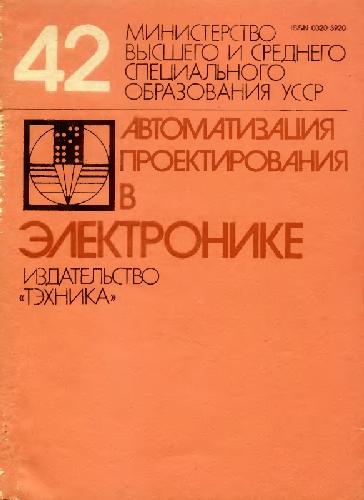 42
МИНИСТЕРСТВО
ISSN 0320-5920
ВЫСШЕГО И СРЕДНЕГО
СПЕЦИАЛЬНОГО
ОБРАЗОВАНИЯ УССР
АВТОМАТИЗАЦИЯ
ПРОЕКТИРОВАНИЯ
В
ЭЛЕКТРОНИКЕ
ИЗДАТЕЛЬСТВО
«ТЭХНИКА»